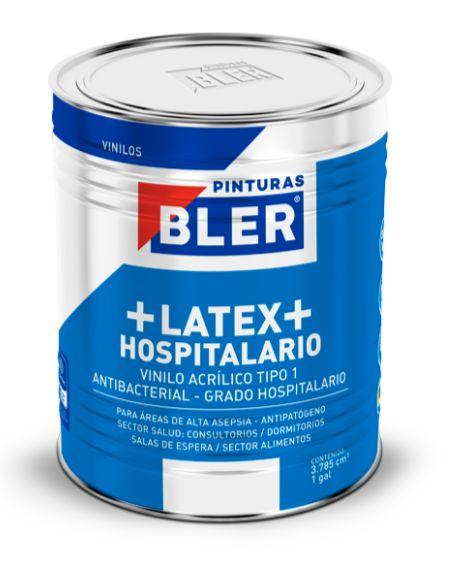 PINTURAS
BLER
VINILOS
PINTURAS
BLER®
+LATEX+
HOSPITALARIO
VINILO ACRÍLICO TIPO 1
ANTIBACTERIAL - GRADO HOSPITALARIO
PARA ÁREAS DE ALTA ASEPSIA - ANTIPATÓGENO
SECTOR SALUD: CONSULTORIOS / DORMITORIOS
SALAS DE ESPERA / SECTOR ALIMENTOS
CONTENIDO:
3.785 cm³
1 gal